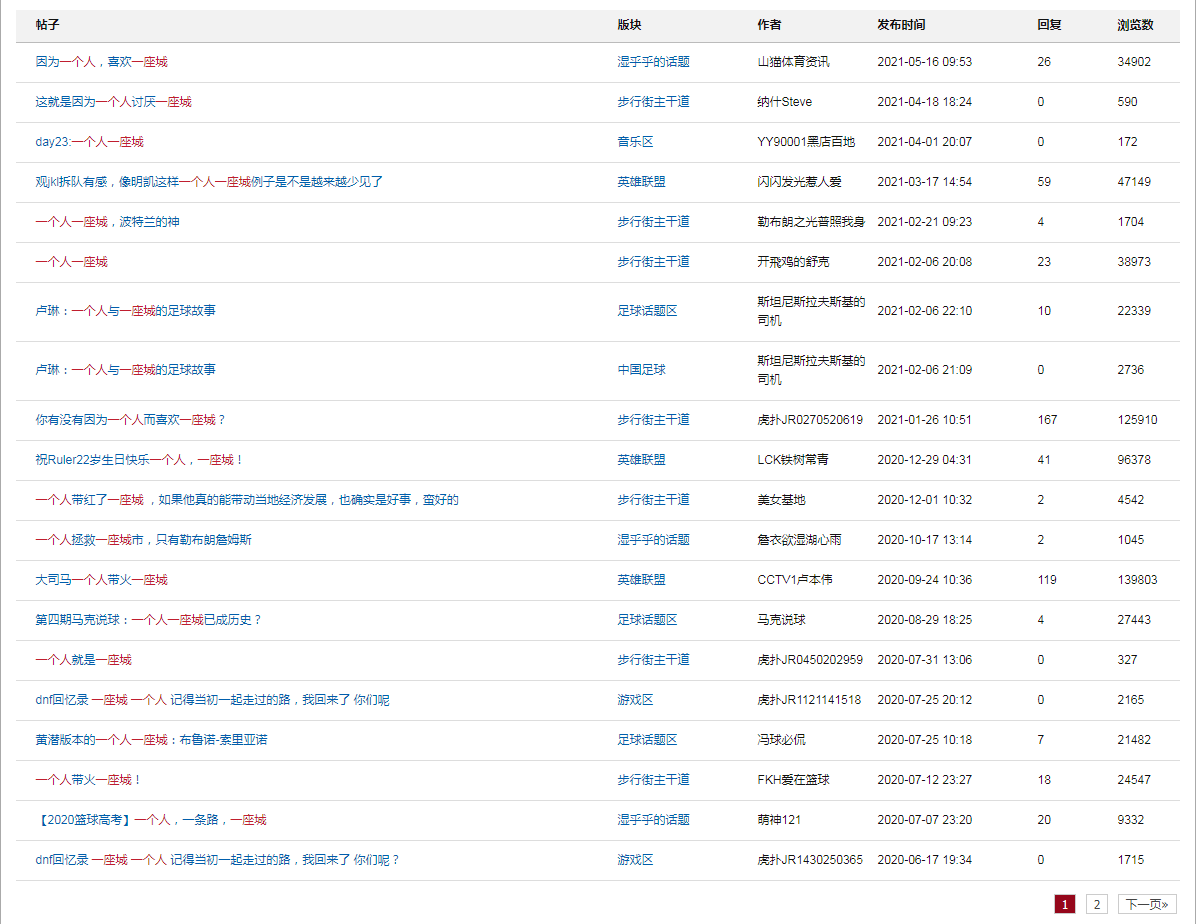 帖子 版块 作者 发布时间 回复 浏览数
因为一个人，喜欢一座城 湿乎乎的话题 山猫体育资讯 2021-05-16 09:53 26 34902
这就是因为一个人讨厌一座城 步行街主干道 纳什Steve 2021-04-18 18:24 0 590
day23:一个人一座城 音乐区 YY90001黑店百地 2021-04-01 20:07 0 172
观jkl拆队有感，像明凯这样一个人一座城例子是不是越来越少见了 英雄联盟 闪闪发光惹人爱 2021-03-17 14:54 59 47149
一个人一座城，波特兰的神 步行街主干道 勒布朗之光普照我身 2021-02-21 09:23 4 1704
一个人一座城 步行街主干道 开飛鸡的舒克 2021-02-06 20:08 23 38973
卢琳：一个人与一座城的足球故事 足球话题区 斯坦尼斯拉夫斯基的 2021-02-06 22:10 10 22339
司机
卢琳：一个人与一座城的足球故事 中国足球 斯坦尼斯拉夫斯基的 2021-02-06 21:09 0 2736
司机
你有没有因为一个人而喜欢一座城？ 步行街主干道 虎扑JR0270520619 2021-01-26 10:51 167 125910
祝Ruler22岁生日快乐一个人，一座城！ 英雄联盟 LCK铁树常青 2020-12-29 04:31 41 96378
一个人带红了一座城 ，如果他真的能带动当地经济发展，也确实是好事，蛮好的 步行街主干道 美女基地 2020-12-01 10:32 2 4542
一个人拯救一座城市，只有勒布朗詹姆斯 湿乎乎的话题 詹衣欲湿湖心雨 2020-10-17 13:14 2 1045
大司马一个人带火一座城 英雄联盟 CCTV1卢本伟 2020-09-24 10:36 119 139803
第四期马克说球：一个人一座城已成历史？ 足球话题区 马克说球 2020-08-29 18:25 4 27443
一个人就是一座城 步行街主干道 虎扑JR0450202959 2020-07-31 13:06 0 327
dnf回忆录 一座城 一个人 记得当初一起走过的路，我回来了 你们呢 游戏区 虎扑JR1121141518 2020-07-25 20:12 0 2165
黄潜版本的一个人一座城：布鲁诺-索里亚诺 足球话题区 冯球必侃 2020-07-25 10:18 7 21482
一个人带火一座城！ 步行街主干道 FKH爱在篮球 2020-07-12 23:27 18 24547
【2020篮球高考】一个人，一条路，一座城 湿乎乎的话题 萌神121 2020-07-07 23:20 20 9332
dnf回忆录 一座城 一个人 记得当初一起走过的路，我回来了 你们呢？ 游戏区 虎扑JR1430250365 2020-06-17 19:34 0 1715
1 2 下一页»